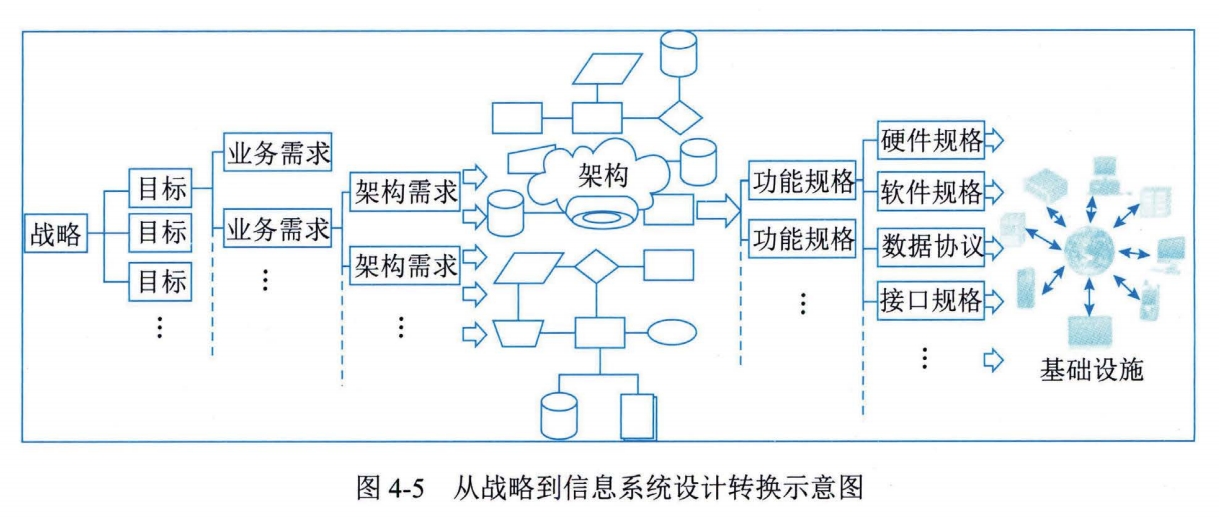 战略
目标
目标
目标
⋮
业务需求
业务需求
⋮
架构需求
架构需求
⋮
架构
功能规格
功能规格
⋮
硬件规格
软件规格
数据协议
接口规格
⋮
基础设施
图 4-5 从战略到信息系统设计转换示意图